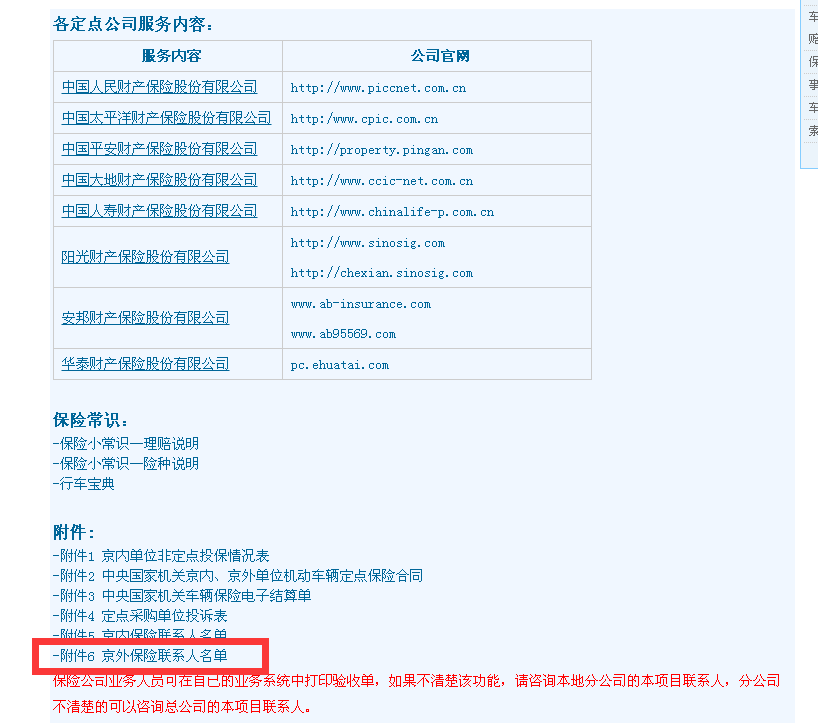 各定点公司服务内容：
服务内容 公司官网
中国人民财产保险股份有限公司 http://www.piccnet.com.cn
中国太平洋财产保险股份有限公司 http:/www.cpic.com.cn
中国平安财产保险股份有限公司 http://property.pingan.com
中国大地财产保险股份有限公司 http://www.ccic-net.com.cn
中国人寿财产保险股份有限公司 http://www.chinalife-p.com.cn
阳光财产保险股份有限公司 http://www.sinosig.com
http://chexian.sinosig.com
安邦财产保险股份有限公司 www.ab-insurance.com
www.ab95569.com
华泰财产保险股份有限公司 pc.ehuatai.com
保险常识：
-保险小常识—理赔说明
-保险小常识—险种说明
-行车宝典
附件：
-附件1 京内单位非定点投保情况表
-附件2 中央国家机关京内、京外单位机动车辆定点保险合同
-附件3 中央国家机关车辆保险电子结算单
-附件4 定点采购单位投诉表
-附件5 京内保险联系人名单
-附件6 京外保险联系人名单
保险公司业务人员可在自已的业务系统中打印验收单，如果不清楚该功能，请咨询本地分公司的本项目联系人，分公司
不清楚的可以咨询总公司的本项目联系人。
车
赔
保
事
车
索